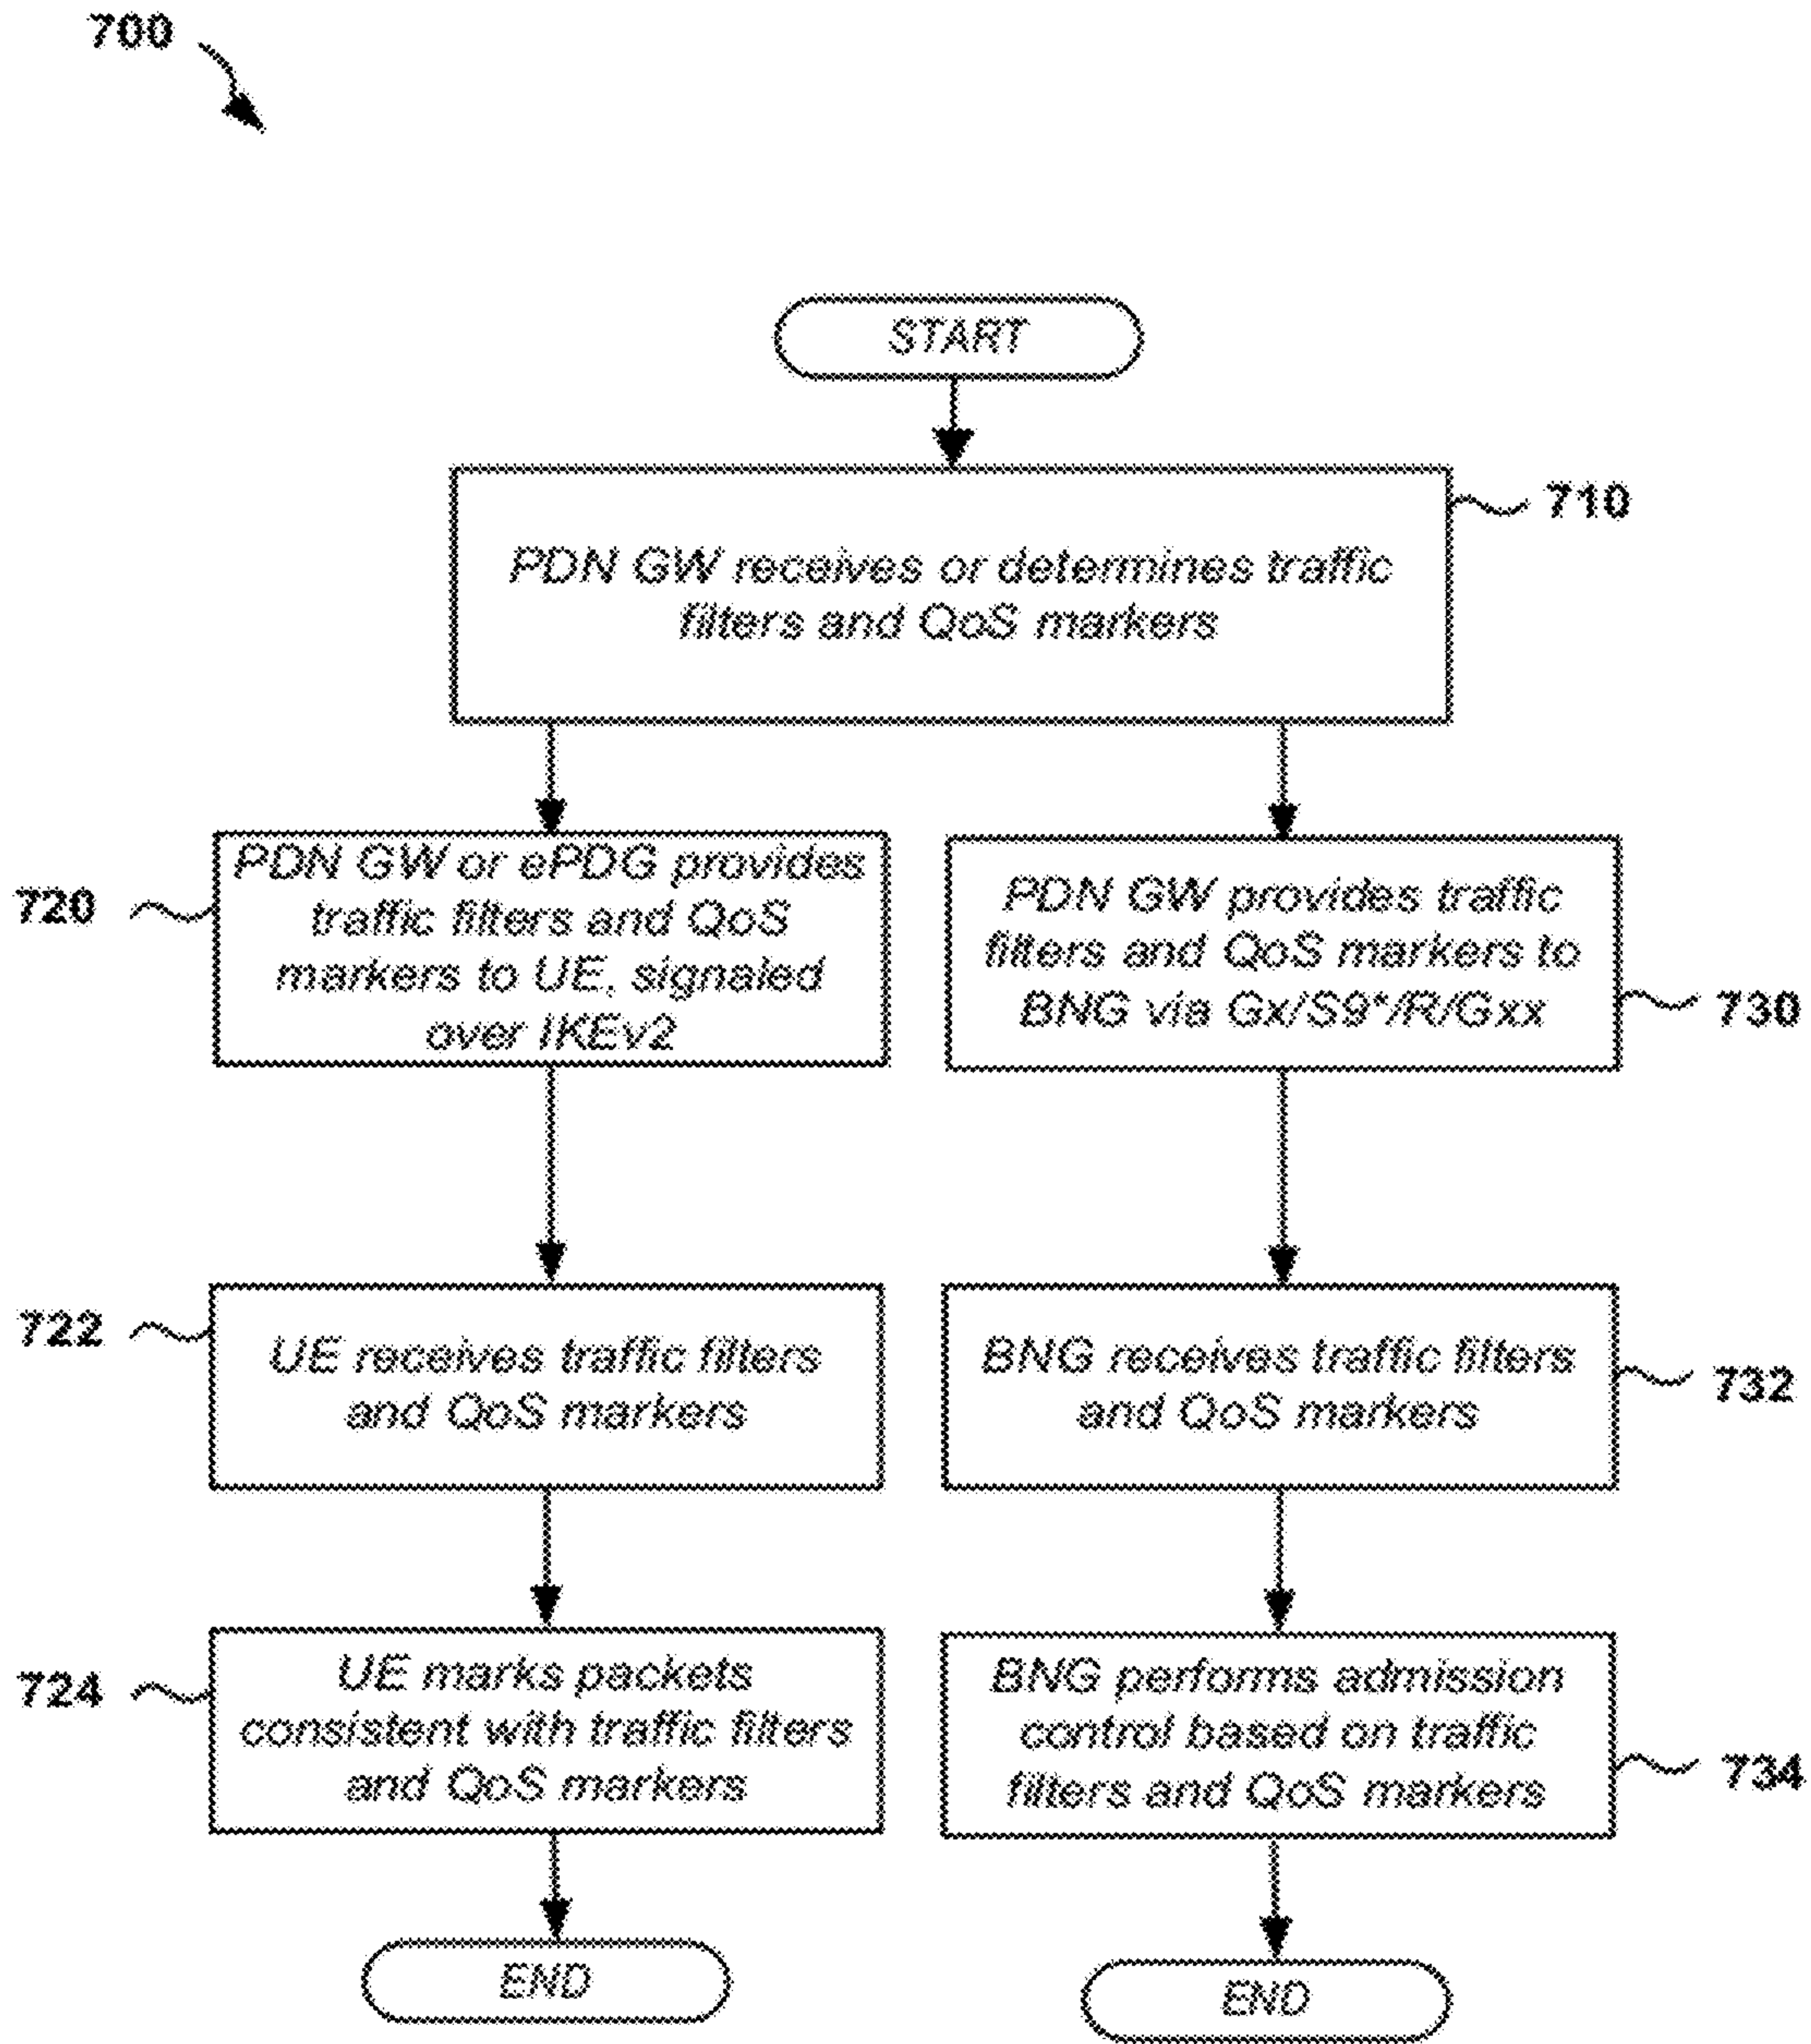 700
START
710
PDN GW receives or determines traffic
filters and QoS markers
720
PDN GW or ePDG provides
traffic filters and QoS
markers to UE, signaled
over IKEv2
PDN GW provides traffic
filters and QoS markers to
BNG via Gx/S9*/R/Gxx
730
722
UE receives traffic filters
and QoS markers
BNG receives traffic filters
and QoS markers
732
724
UE marks packets
consistent with traffic filters
and QoS markers
BNG performs admission
control based on traffic
filters and QoS markers
734
END
END